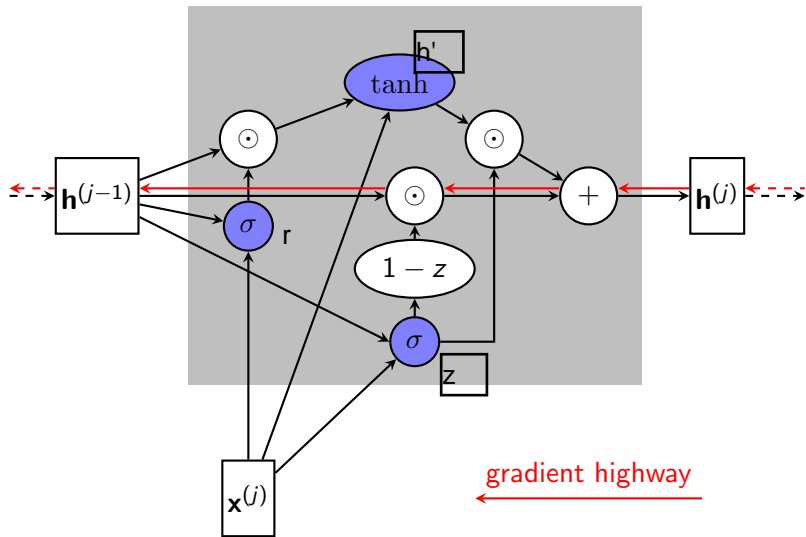 h'
tanh
⊙
⊙
h^(j−1)
⊙
+
h^(j)
σ
r
1 − z
σ
z
gradient highway
x^(j)